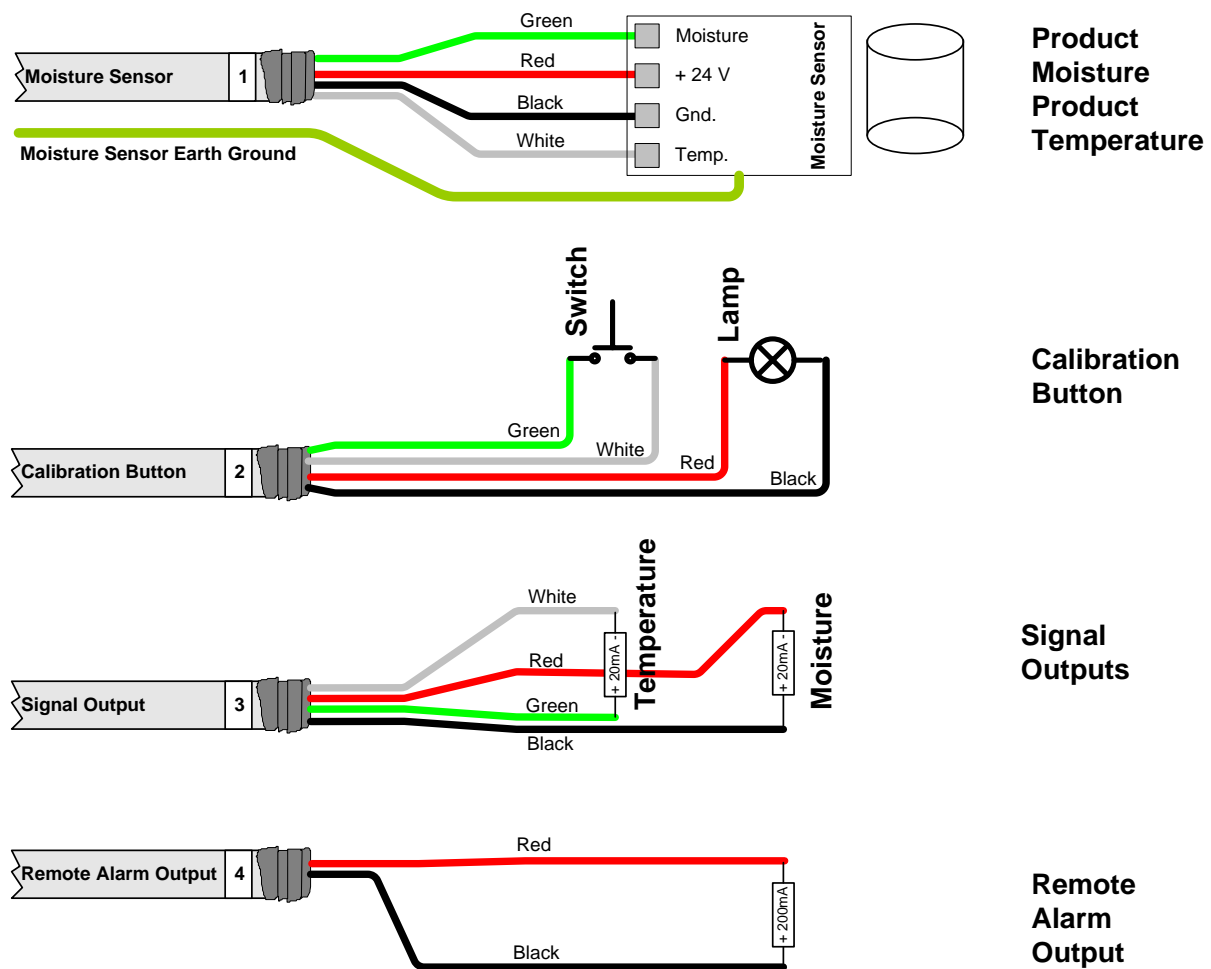 Green
Moisture
Red
+ 24 V
Black
Gnd.
White
Temp.
Moisture Sensor
Moisture Sensor 1
Moisture Sensor Earth Ground
Product
Moisture
Product
Temperature
Switch
Lamp
Green
White
Red
Black
Calibration Button 2
Calibration
Button
White
Red
Green
Black
+ 20mA -
Temperature
+ 20mA -
Moisture
Signal Output 3
Signal
Outputs
Red
Remote Alarm Output 4
+ 200mA
Black
Remote
Alarm
Output